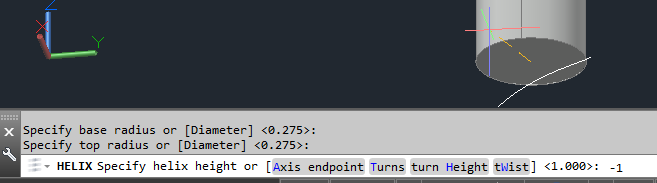 Z
X
Y
Specify base radius or [Diameter] <0.275>:
Specify top radius or [Diameter] <0.275>:
HELIX Specify helix height or [Axis endpoint Turns turn Height tWist] <1.000>: -1